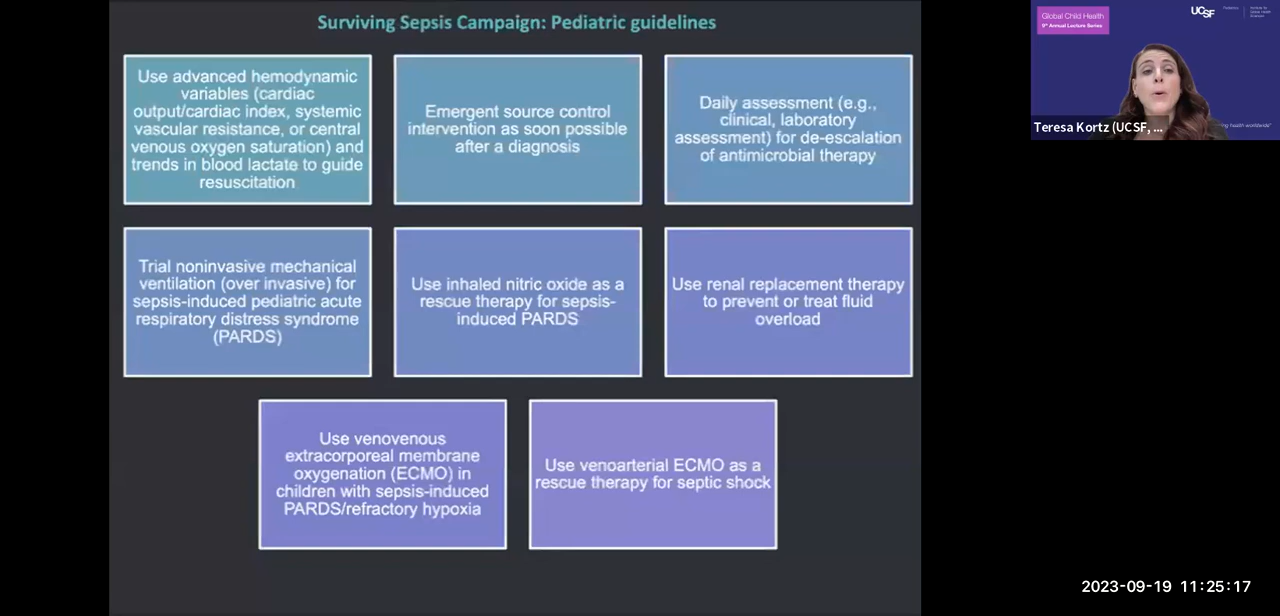 Surviving Sepsis Campaign: Pediatric guidelines
Use advanced hemodynamic
variables (cardiac
output/cardiac index, systemic
vascular resistance, or central
venous oxygen saturation) and
trends in blood lactate to guide
resuscitation
Emergent source control
intervention as soon possible
after a diagnosis
Daily assessment (e.g.,
clinical, laboratory
assessment) for de-escalation
of antimicrobial therapy
Trial noninvasive mechanical
ventilation (over invasive) for
sepsis-induced pediatric acute
respiratory distress syndrome
(PARDS)
Use inhaled nitric oxide as a
rescue therapy for sepsis-
induced PARDS
Use renal replacement therapy
to prevent or treat fluid
overload
Use venovenous
extracorporeal membrane
oxygenation (ECMO) in
children with sepsis-induced
PARDS/refractory hypoxia
Use venoarterial ECMO as a
rescue therapy for septic shock
Global Child Health
Annual Lecture Series
UCSF
health worldwide"
Teresa Kortz (UCSF, ...
2023-09-19 11:25:17